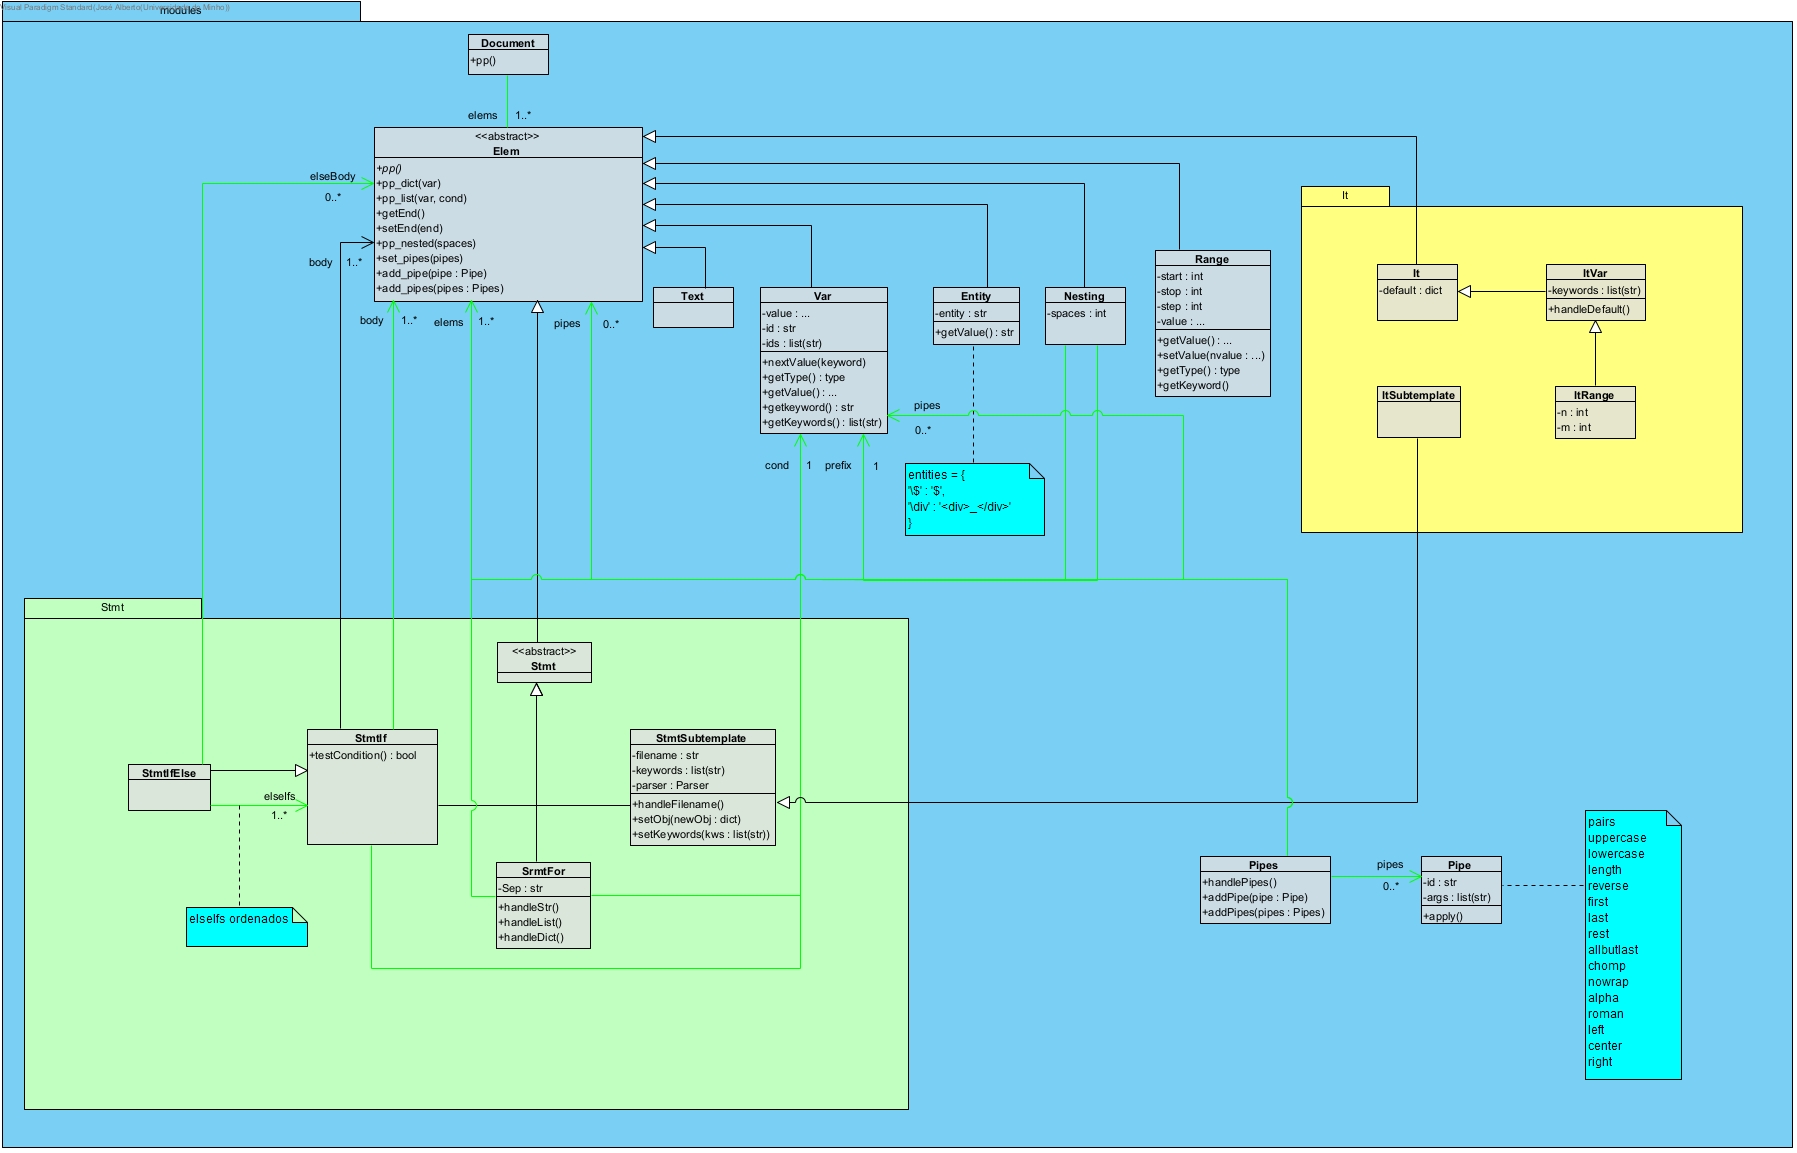 Visual Paradigm Standard(José Alberto(Universidade do Minho))
modules
Document
+pp()
elems 1..*
<<abstract>>
Elem
+pp()
+pp_dict(var)
+pp_list(var, cond)
+getEnd()
+setEnd(end)
+pp_nested(spaces)
+set_pipes(pipes)
+add_pipe(pipe : Pipe)
+add_pipes(pipes : Pipes)
elseBody
0..*
body 1..*
body 1..*
elems 1..*
pipes 0..*
Text
Var
-value : ...
-id : str
-ids : list(str)
+nextValue(keyword)
+getType() : type
+getValue() : ...
+getkeyword() : str
+getKeywords() : list(str)
Entity
-entity : str
+getValue() : str
Nesting
-spaces : int
Range
-start : int
-stop : int
-step : int
-value : ...
+getValue() : ...
+setValue(nvalue : ...)
+getType() : type
+getKeyword()
It
It
-default : dict
ItVar
-keywords : list(str)
+handleDefault()
ItSubtemplate
ItRange
-n : int
-m : int
pipes
0..*
cond 1
prefix 1
entities = {
'\$' : '$',
'\div' : '<div>_</div>'
}
Stmt
<<abstract>>
Stmt
StmtIf
+testCondition() : bool
StmtSubtemplate
-filename : str
-keywords : list(str)
-parser : Parser
+handleFilename()
+setObj(newObj : dict)
+setKeywords(kws : list(str))
StmtIfElse
elseIfs
1..*
elseIfs ordenados
SrmtFor
-Sep : str
+handleStr()
+handleList()
+handleDict()
Pipes
+handlePipes()
+addPipe(pipe : Pipe)
+addPipes(pipes : Pipes)
pipes
0..*
Pipe
-id : str
-args : list(str)
+apply()
pairs
uppercase
lowercase
length
reverse
first
last
rest
allbutlast
chomp
nowrap
alpha
roman
left
center
right